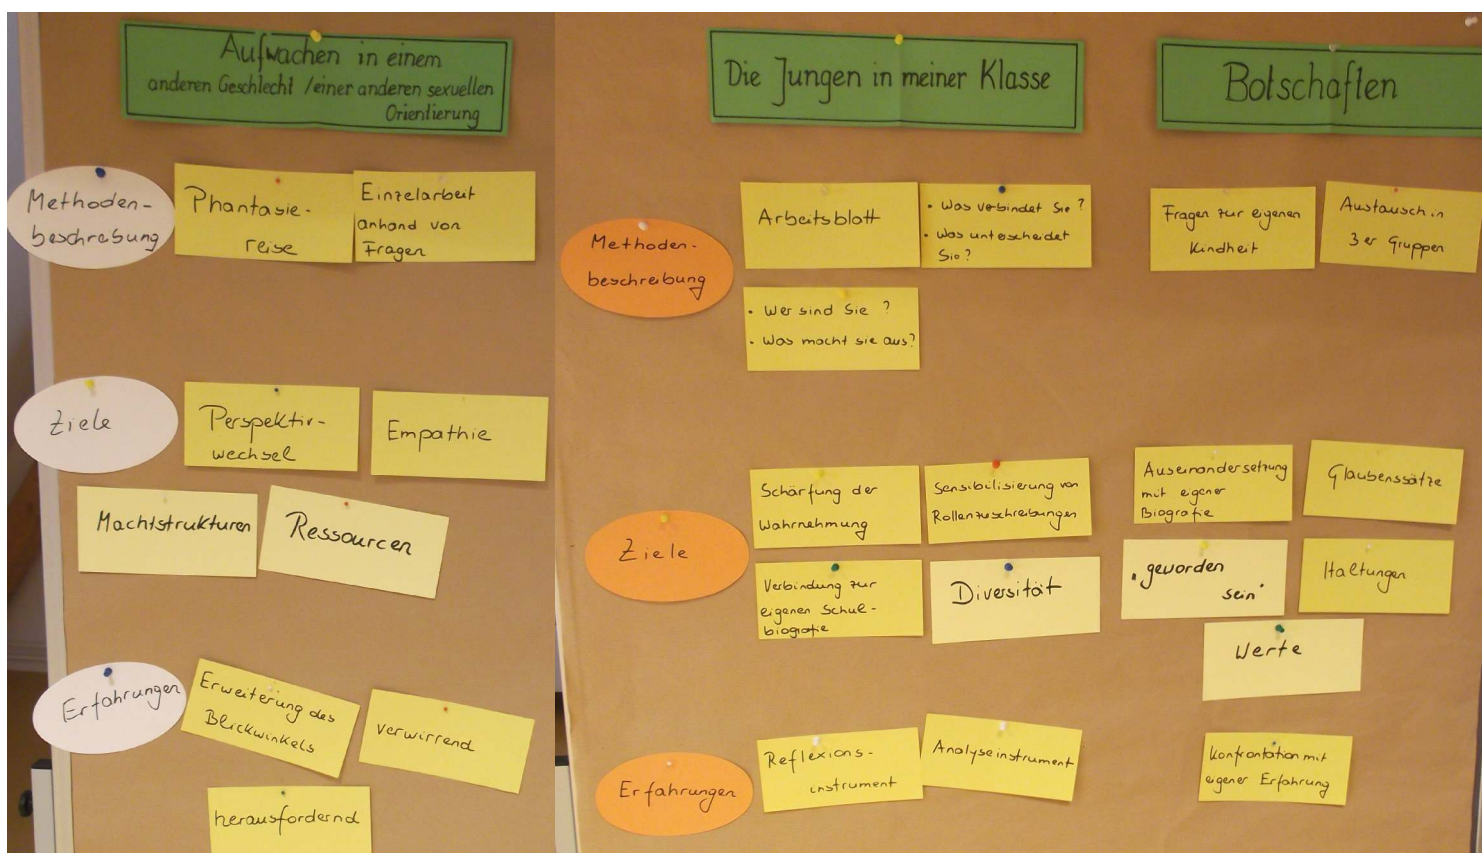 Aufwachen in einem
anderen Geschlecht / einer anderen sexuellen
Orientierung
Methoden-
beschreibung
Phantasie-
reise
Einzelarbeit
anhand von
Fragen
Ziele
Perspektiv-
wechsel
Empathie
Machtstrukturen
Ressourcen
Erfahrungen
Erweiterung des
Blickwinkels
verwirrend
herausfordernd
Die Jungen in meiner Klasse
Botschaften
Methoden-
beschreibung
Arbeitsblatt
• Was verbindet Sie?
• Was unterscheidet
Sie?
• Wer sind Sie?
• Was macht sie aus?
Fragen zur eigenen
Kindheit
Austausch in
3er Gruppen
Ziele
Schärfung der
Wahrnehmung
Sensibilisierung von
Rollenzuschreibungen
Verbindung zur
eigenen Schul-
biografie
Diversität
Auseinandersetzung
mit eigener
Biografie
Glaubenssätze
"geworden
sein"
Haltungen
Werte
Erfahrungen
Reflexions-
instrument
Analyseinstrument
Konfrontation mit
eigener Erfahrung